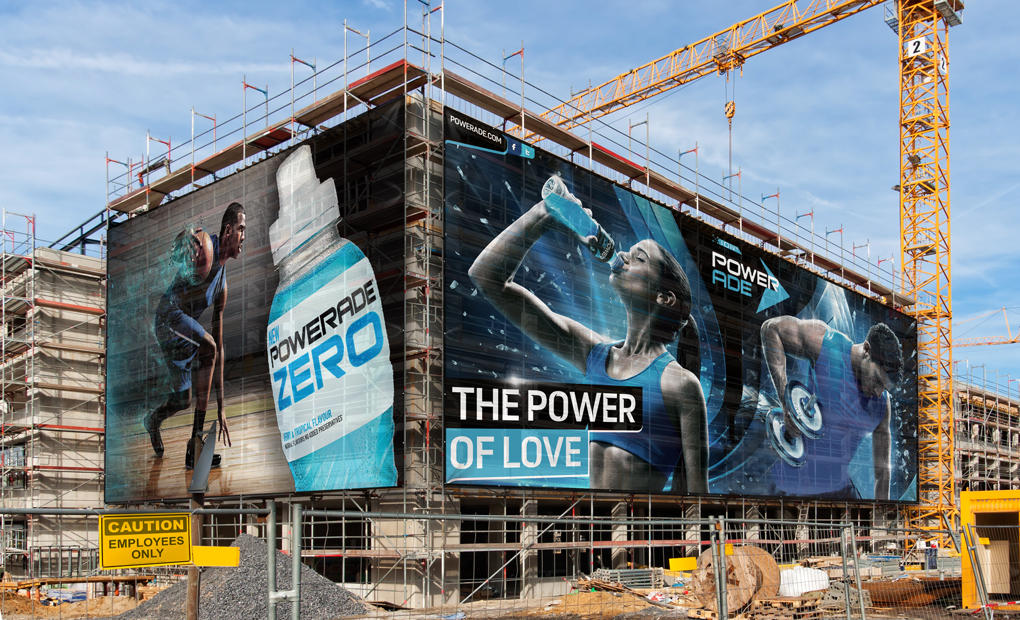 POWERADE.COM
f
2
POWER
ADE
NEW
POWERADE
ZERO
THE POWER
OF LOVE
CAUTION
EMPLOYEES
ONLY